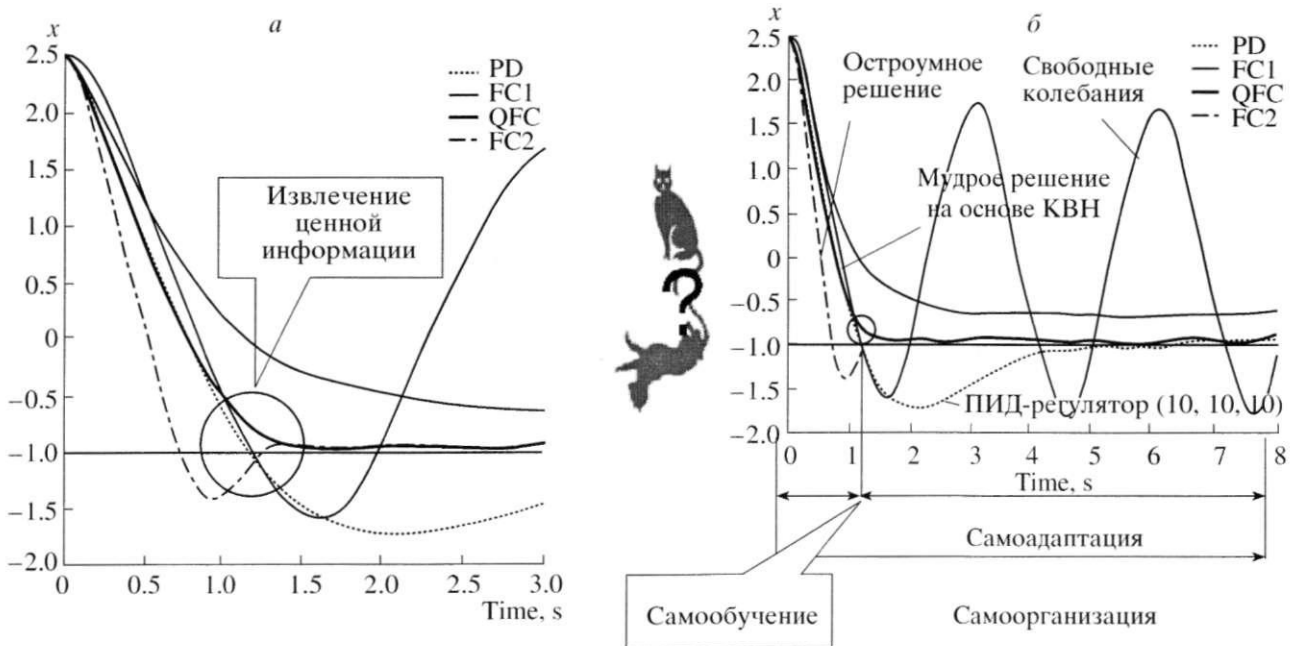 а
x
2.5
2.0
1.5
1.0
0.5
0
−0.5
−1.0
−1.5
−2.0
0
0.5
1.0
1.5
2.0
2.5
3.0
Time, s
PD
FC1
QFC
FC2
Извлечение
ценной
информации
б
x
2.5
2.0
1.5
1.0
0.5
0
−0.5
−1.0
−1.5
−2.0
0
1
2
3
4
5
6
7
8
Time, s
PD
FC1
QFC
FC2
Остроумное
решение
Свободные
колебания
Мудрое решение
на основе КВН
ПИД-регулятор (10, 10, 10)
?
Самоадаптация
Самообучение
Самоорганизация